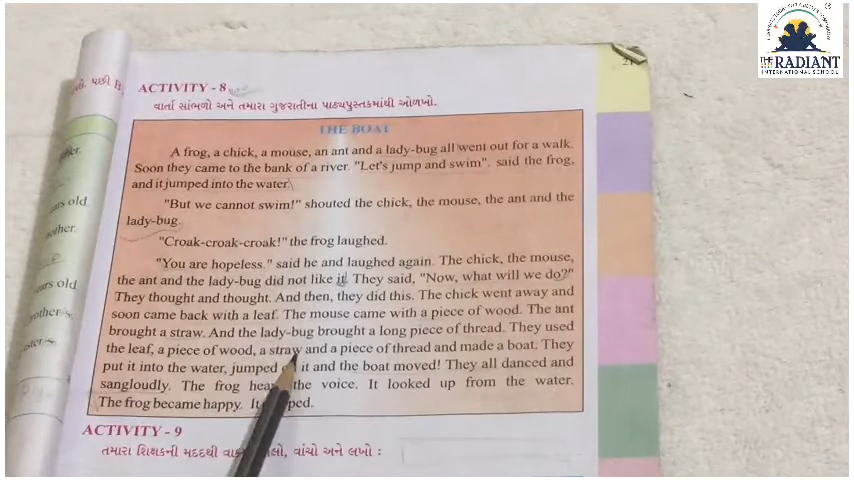 THE RADIANT
INTERNATIONAL SCHOOL
21
પછી
ACTIVITY - 8
વાર્તા સાંભળો અને તમારા ગુજરાતીના પાઠ્યપુસ્તકમાંથી ઓળખો.
THE BOAT
A frog, a chick, a mouse, an ant and a lady-bug all went out for a walk.
Soon they came to the bank of a river. "Let's jump and swim". said the frog,
and it jumped into the water.
"But we cannot swim!" shouted the chick, the mouse, the ant and the
lady-bug.
"Croak-croak-croak!" the frog laughed.
"You are hopeless." said he and laughed again. The chick, the mouse,
the ant and the lady-bug did not like it. They said, "Now, what will we do?"
They thought and thought. And then, they did this. The chick went away and
soon came back with a leaf. The mouse came with a piece of wood. The ant
brought a straw. And the lady-bug brought a long piece of thread. They used
the leaf, a piece of wood, a straw and a piece of thread and made a boat. They
put it into the water, jumped it and the boat moved! They all danced and
sangloudly. The frog the voice. It looked up from the water.
The frog became happy. It
ACTIVITY - 9
તમારા શિક્ષકની મદદથી વાંચો અને લખો :